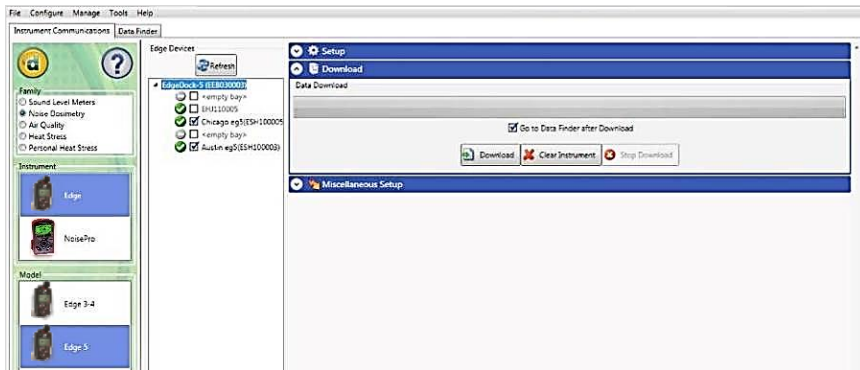 File Configure Manage Tools Help
Instrument Communications Data Finder
Family
Sound Level Meters
Noise Dosimetry
Air Quality
Heat Stress
Personal Heat Stress
Instrument
Edge
NoisePro
Model
Edge 3-4
Edge 5
Edge Devices
Refresh
EdgeDock-5 (EEB030003)
<empty bay>
EHJ110005
Chicago eg5(ESH100005
<empty bay>
Austin eg5(ESH100003)
Setup
Download
Data Download
Go to Data Finder after Download
Download Clear Instrument Stop Download
Miscellaneous Setup